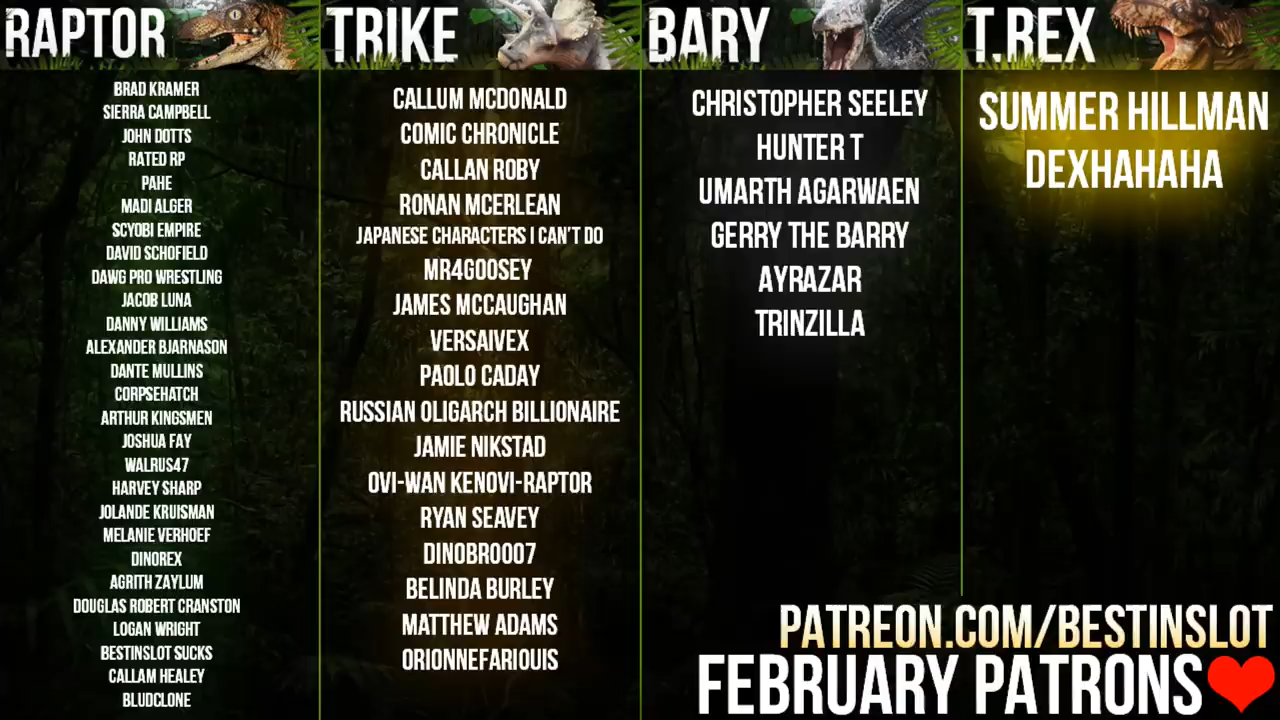 RAPTOR
BRAD KRAMER
SIERRA CAMPBELL
JOHN DOTTS
RATED RP
PAHE
MADI ALGER
SCYOBI EMPIRE
DAVID SCHOFIELD
DAWG PRO WRESTLING
JACOB LUNA
DANNY WILLIAMS
ALEXANDER BJARNASON
DANTE MULLINS
CORPSEHATCH
ARTHUR KINGSMEN
JOSHUA FAY
WALRUS47
HARVEY SHARP
JOLANDE KRUISMAN
MELANIE VERHOEF
DINOREX
AGRITH ZAYLUM
DOUGLAS ROBERT CRANSTON
LOGAN WRIGHT
BESTINSLOT SUCKS
CALLAM HEALEY
BLUDCLONE
TRIKE
CALLUM MCDONALD
COMIC CHRONICLE
CALLAN ROBY
RONAN MCERLEAN
JAPANESE CHARACTERS I CAN'T DO
MR4GOOSEY
JAMES MCCAUGHAN
VERSAIVEX
PAOLO CADAY
RUSSIAN OLIGARCH BILLIONAIRE
JAMIE NIKSTAD
OVI-WAN KENOVI-RAPTOR
RYAN SEAVEY
DINOBRO007
BELINDA BURLEY
MATTHEW ADAMS
ORIONNEFARIOUIS
BARY
CHRISTOPHER SEELEY
HUNTER T
UMARTH AGARWAEN
GERRY THE BARRY
AYRAZAR
TRINZILLA
T.REX
SUMMER HILLMAN
DEXHAHAHA
PATREON.COM/BESTINSLOT
FEBRUARY PATRONS